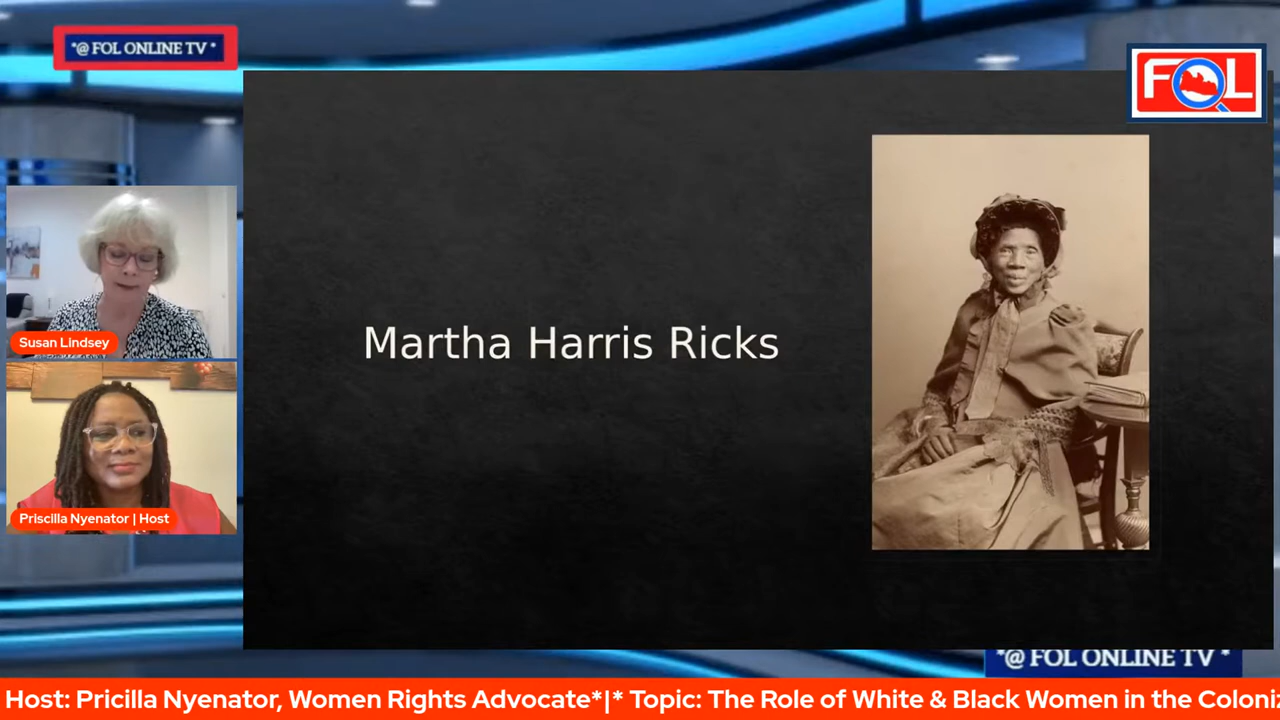 *@ FOL ONLINE TV *
FOL
Susan Lindsey
Martha Harris Ricks
Priscilla Nyenator | Host
*@ FOL ONLINE TV *
Host: Pricilla Nyenator, Women Rights Advocate*|* Topic: The Role of White & Black Women in the Coloni